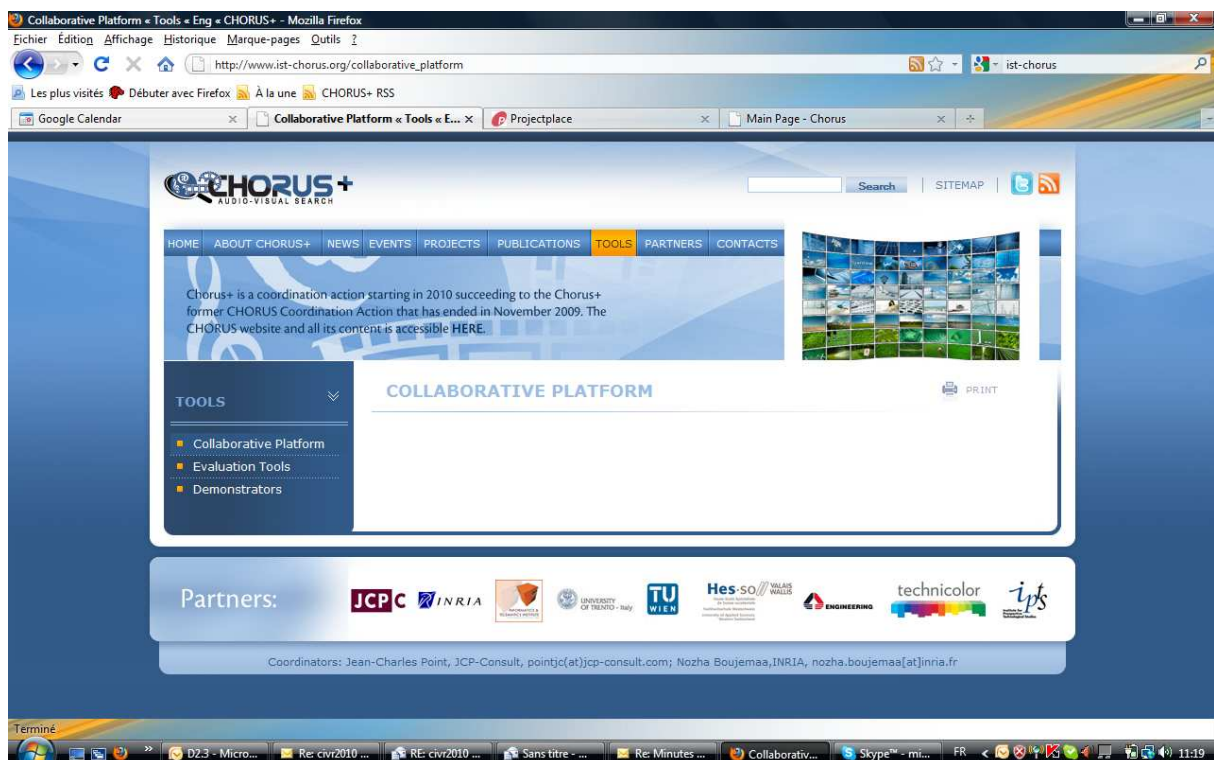 Collaborative Platform « Tools « Eng « CHORUS+ - Mozilla Firefox
Fichier Édition Affichage Historique Marque-pages Outils ?
http://www.ist-chorus.org/collaborative_platform
ist-chorus
Les plus visités Débuter avec Firefox À la une CHORUS+ RSS
Google Calendar
Collaborative Platform « Tools « E...
Projectplace
Main Page - Chorus
CHORUS+
AUDIO-VISUAL SEARCH
Search | SITEMAP |
HOME ABOUT CHORUS+ NEWS EVENTS PROJECTS PUBLICATIONS TOOLS PARTNERS CONTACTS
Chorus+ is a coordination action starting in 2010 succeeding to the Chorus+
former CHORUS Coordination Action that has ended in November 2009. The
CHORUS website and all its content is accessible HERE.
TOOLS
Collaborative Platform
Evaluation Tools
Demonstrators
COLLABORATIVE PLATFORM
PRINT
Partners:
JCP C
INRIA
UNIVERSITY
OF TRENTO - Italy
TU
WIEN
Hes·so// VALAIS
WALLIS
ENGINEERING
technicolor
ipts
Coordinators: Jean-Charles Point, JCP-Consult, pointjc(at)jcp-consult.com; Nozha Boujemaa,INRIA, nozha.boujemaa[at]inria.fr
Terminé
D2.3 - Micro...
Re: civr2010 ...
RE: civr2010 ...
Sans titre - ...
Re: Minutes ...
Collaborativ...
Skype™ - mi...
FR
11:19